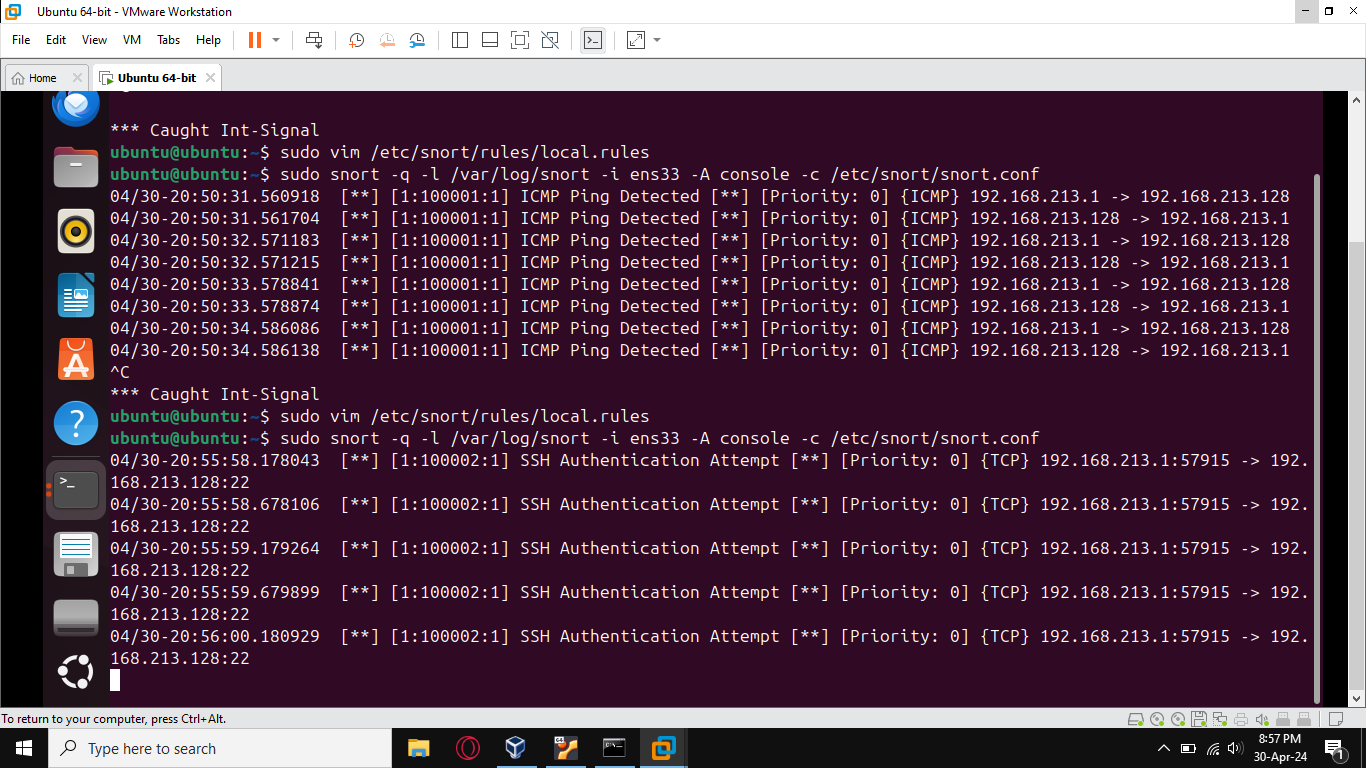 Ubuntu 64-bit - VMware Workstation
File Edit View VM Tabs Help
Home Ubuntu 64-bit
*** Caught Int-Signal
ubuntu@ubuntu:~$ sudo vim /etc/snort/rules/local.rules
ubuntu@ubuntu:~$ sudo snort -q -l /var/log/snort -i ens33 -A console -c /etc/snort/snort.conf
04/30-20:50:31.560918  [**] [1:100001:1] ICMP Ping Detected [**] [Priority: 0] {ICMP} 192.168.213.1 -> 192.168.213.128
04/30-20:50:31.561704  [**] [1:100001:1] ICMP Ping Detected [**] [Priority: 0] {ICMP} 192.168.213.128 -> 192.168.213.1
04/30-20:50:32.571183  [**] [1:100001:1] ICMP Ping Detected [**] [Priority: 0] {ICMP} 192.168.213.1 -> 192.168.213.128
04/30-20:50:32.571215  [**] [1:100001:1] ICMP Ping Detected [**] [Priority: 0] {ICMP} 192.168.213.128 -> 192.168.213.1
04/30-20:50:33.578841  [**] [1:100001:1] ICMP Ping Detected [**] [Priority: 0] {ICMP} 192.168.213.1 -> 192.168.213.128
04/30-20:50:33.578874  [**] [1:100001:1] ICMP Ping Detected [**] [Priority: 0] {ICMP} 192.168.213.128 -> 192.168.213.1
04/30-20:50:34.586086  [**] [1:100001:1] ICMP Ping Detected [**] [Priority: 0] {ICMP} 192.168.213.1 -> 192.168.213.128
04/30-20:50:34.586138  [**] [1:100001:1] ICMP Ping Detected [**] [Priority: 0] {ICMP} 192.168.213.128 -> 192.168.213.1
^C
*** Caught Int-Signal
ubuntu@ubuntu:~$ sudo vim /etc/snort/rules/local.rules
ubuntu@ubuntu:~$ sudo snort -q -l /var/log/snort -i ens33 -A console -c /etc/snort/snort.conf
04/30-20:55:58.178043  [**] [1:100002:1] SSH Authentication Attempt [**] [Priority: 0] {TCP} 192.168.213.1:57915 -> 192.
168.213.128:22
04/30-20:55:58.678106  [**] [1:100002:1] SSH Authentication Attempt [**] [Priority: 0] {TCP} 192.168.213.1:57915 -> 192.
168.213.128:22
04/30-20:55:59.179264  [**] [1:100002:1] SSH Authentication Attempt [**] [Priority: 0] {TCP} 192.168.213.1:57915 -> 192.
168.213.128:22
04/30-20:55:59.679899  [**] [1:100002:1] SSH Authentication Attempt [**] [Priority: 0] {TCP} 192.168.213.1:57915 -> 192.
168.213.128:22
04/30-20:56:00.180929  [**] [1:100002:1] SSH Authentication Attempt [**] [Priority: 0] {TCP} 192.168.213.1:57915 -> 192.
168.213.128:22
To return to your computer, press Ctrl+Alt.
Type here to search
8:57 PM
30-Apr-24
1